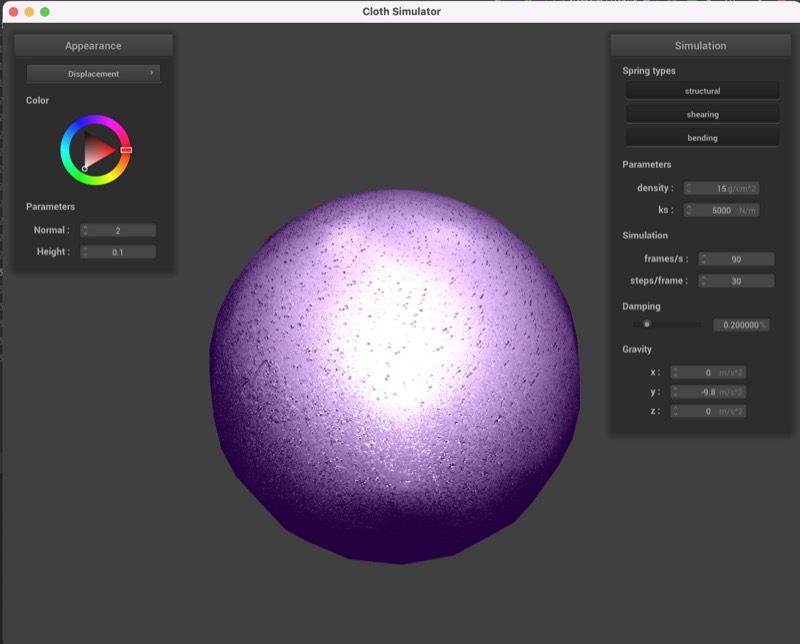 Cloth Simulator
Appearance
Displacement
Color
Parameters
Normal : 2
Height : 0.1
Simulation
Spring types
structural
shearing
bending
Parameters
density : 15 g/cm^2
ks : 5000 N/m
Simulation
frames/s : 90
steps/frame : 30
Damping
0.200000 %
Gravity
x : 0 m/s^2
y : -9.8 m/s^2
z : 0 m/s^2